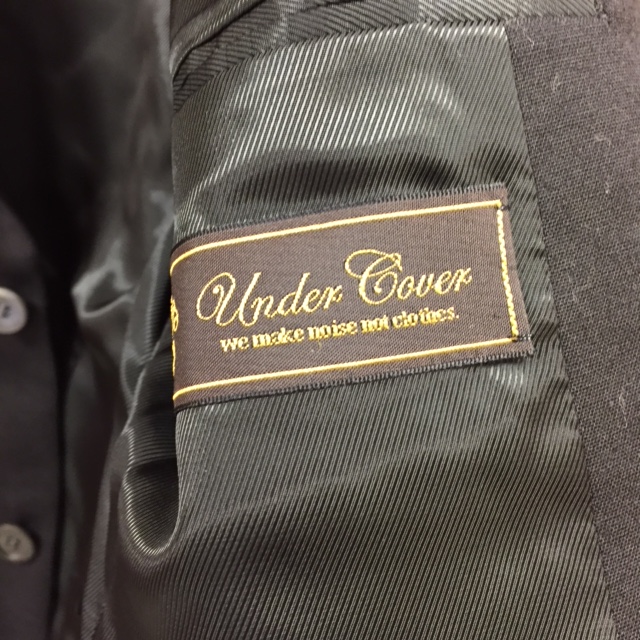 Under Cover
we make noise not clothes.